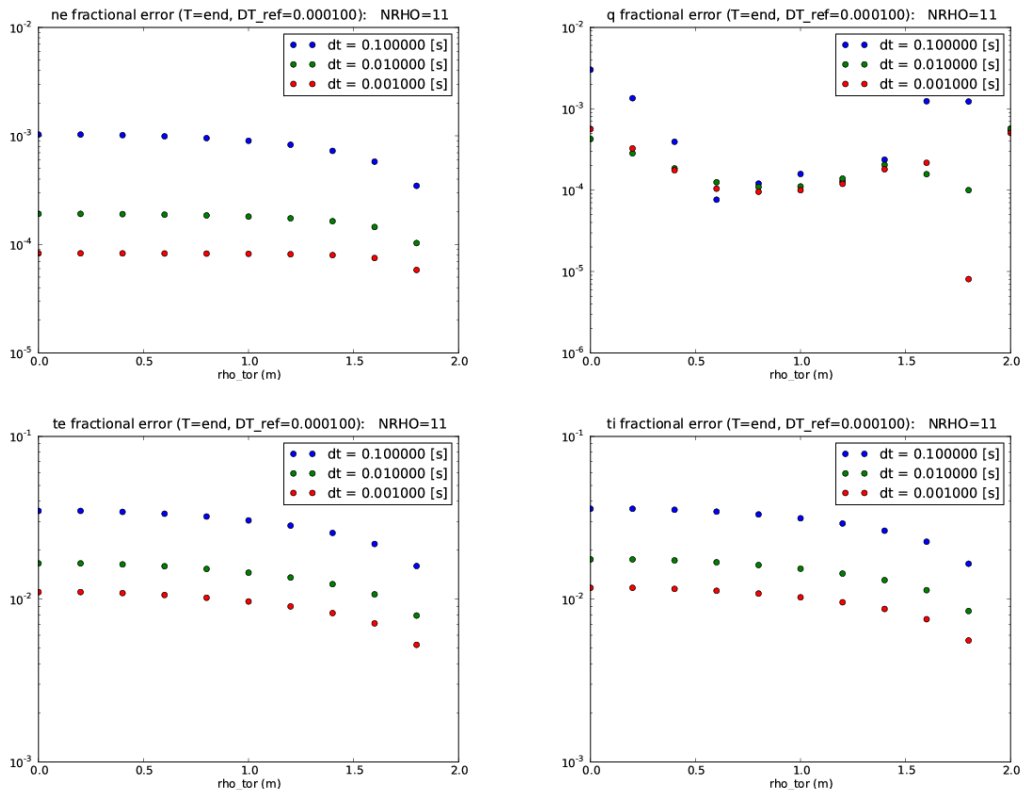 ne fractional error (T=end, DT_ref=0.000100):   NRHO=11
10^-2
10^-3
10^-4
10^-5
dt = 0.100000 [s]
dt = 0.010000 [s]
dt = 0.001000 [s]
0.0 0.5 1.0 1.5 2.0
rho_tor (m)
q fractional error (T=end, DT_ref=0.000100):   NRHO=11
10^-2
10^-3
10^-4
10^-5
10^-6
dt = 0.100000 [s]
dt = 0.010000 [s]
dt = 0.001000 [s]
0.0 0.5 1.0 1.5 2.0
rho_tor (m)
te fractional error (T=end, DT_ref=0.000100):   NRHO=11
10^-1
10^-2
10^-3
dt = 0.100000 [s]
dt = 0.010000 [s]
dt = 0.001000 [s]
0.0 0.5 1.0 1.5 2.0
rho_tor (m)
ti fractional error (T=end, DT_ref=0.000100):   NRHO=11
10^-1
10^-2
10^-3
dt = 0.100000 [s]
dt = 0.010000 [s]
dt = 0.001000 [s]
0.0 0.5 1.0 1.5 2.0
rho_tor (m)